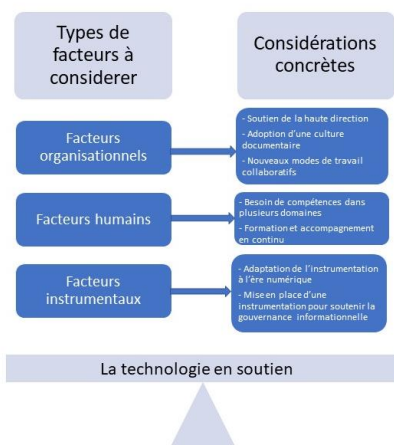 Types de
facteurs à
considerer
Considérations
concrètes
Facteurs
organisationnels
- Soutien de la haute direction
- Adoption d'une culture
documentaire
- Nouveaux modes de travail
collaboratifs
Facteurs humains
- Besoin de compétences dans
plusieurs domaines
- Formation et accompagnement
en continu
Facteurs
instrumentaux
- Adaptation de l'instrumentation
à l'ère numérique
- Mise en place d'une
instrumentation pour soutenir la
gouvernance informationnelle
La technologie en soutien